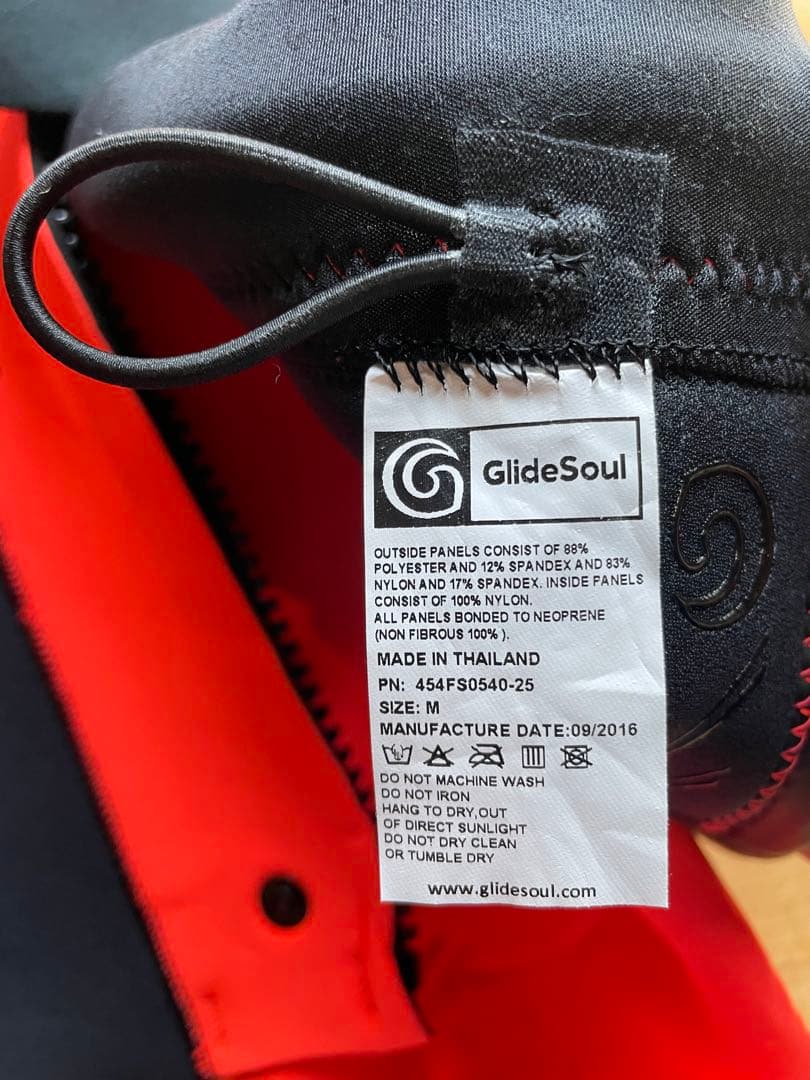 GlideSoul
OUTSIDE PANELS CONSIST OF 88%
POLYESTER AND 12% SPANDEX AND 83%
NYLON AND 17% SPANDEX. INSIDE PANELS
CONSIST OF 100% NYLON.
ALL PANELS BONDED TO NEOPRENE
(NON FIBROUS 100% ).
MADE IN THAILAND
PN: 454FS0540-25
SIZE: M
MANUFACTURE DATE:09/2016
DO NOT MACHINE WASH
DO NOT IRON
HANG TO DRY,OUT
OF DIRECT SUNLIGHT
DO NOT DRY CLEAN
OR TUMBLE DRY
www.glidesoul.com